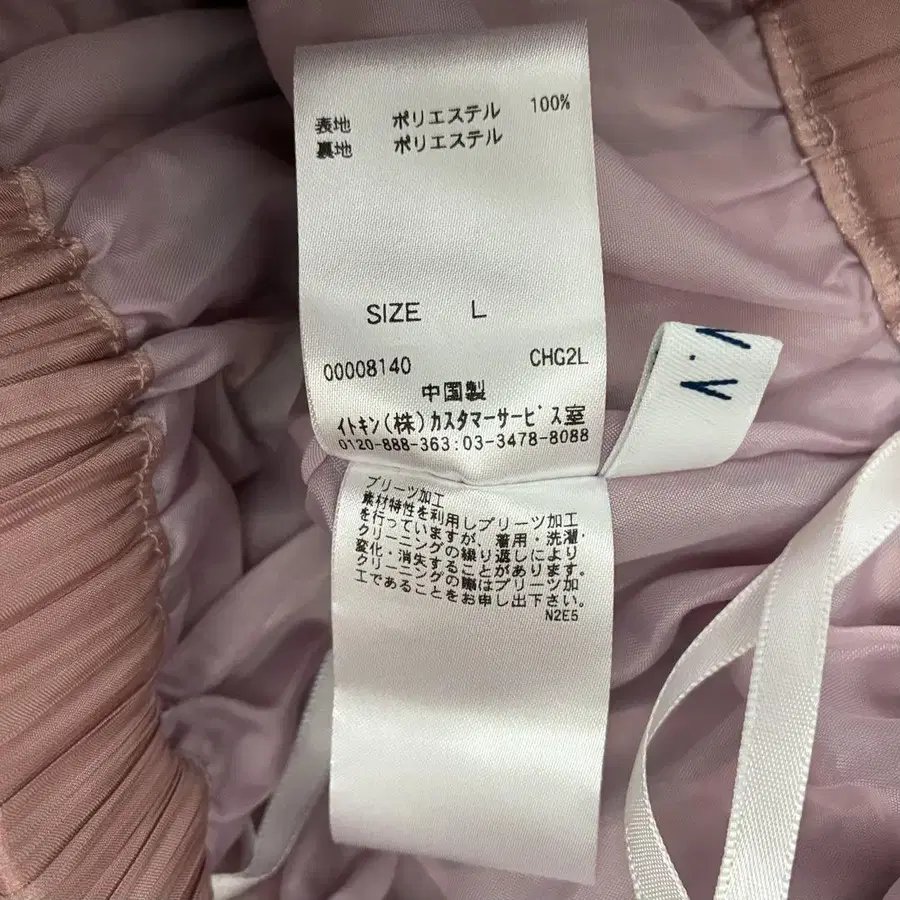 表地 ポリエステル 100%
裏地 ポリエステル
SIZE L
00008140 CHG2L
中国製
イトキン(株)カスタマーサービス室
0120-888-363:03-3478-8088
V.V
プリーツ加工
素材特性を利用しプリーツ加工
を行っていますが、着用・洗濯・
クリーニングの繰り返しにより
変化・消失することがあります。
クリーニングの際はプリーツ加
工であることをお申し出下さい。
N2E5